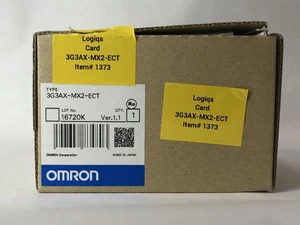 Logiqs
Card
3G3AX-MX2-ECT
Item# 1373
TYPE
3G3AX-MX2-ECT
LOT No.
QTY.
16720K
Ver.1.1
1
OMRON Corporation
MADE IN JAPAN
OMRON
Logiqs
Card
3G3AX-MX2-ECT
Item# 1373